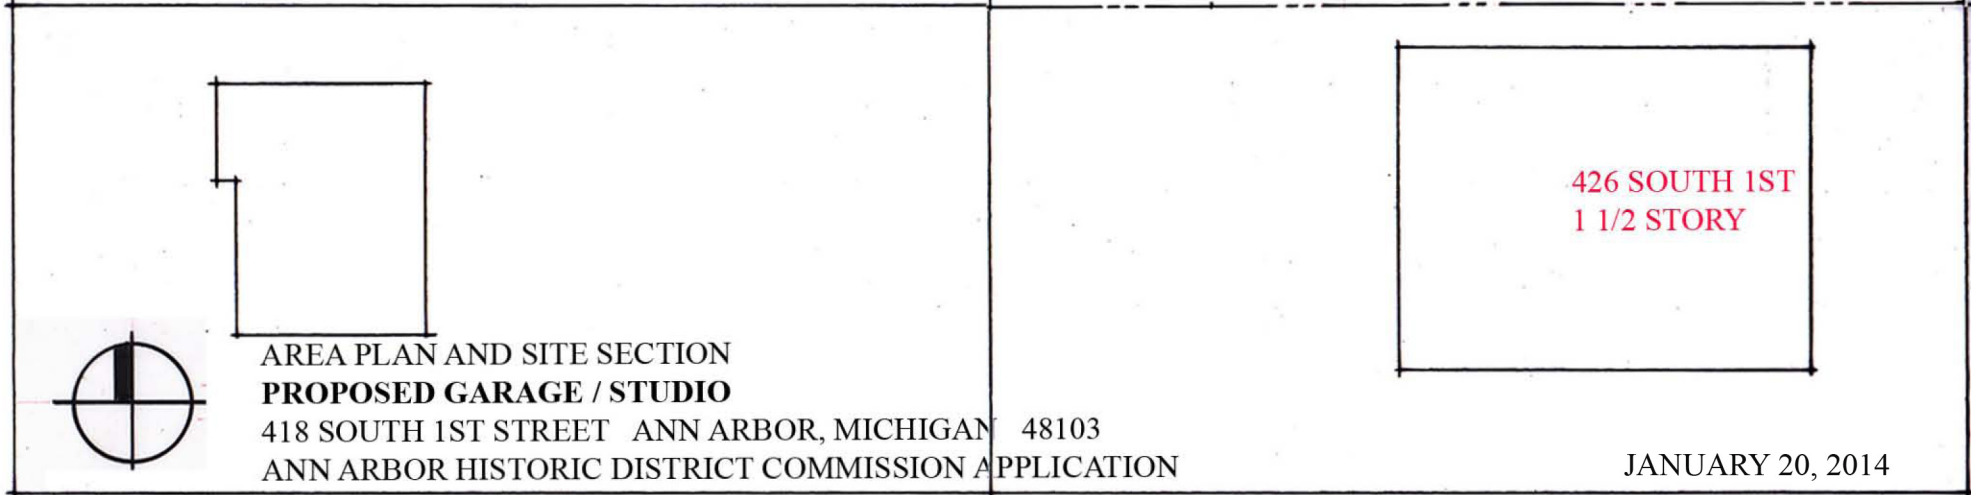 426 SOUTH 1ST
1 1/2 STORY
AREA PLAN AND SITE SECTION
PROPOSED GARAGE / STUDIO
418 SOUTH 1ST STREET ANN ARBOR, MICHIGAN 48103
ANN ARBOR HISTORIC DISTRICT COMMISSION APPLICATION
JANUARY 20, 2014